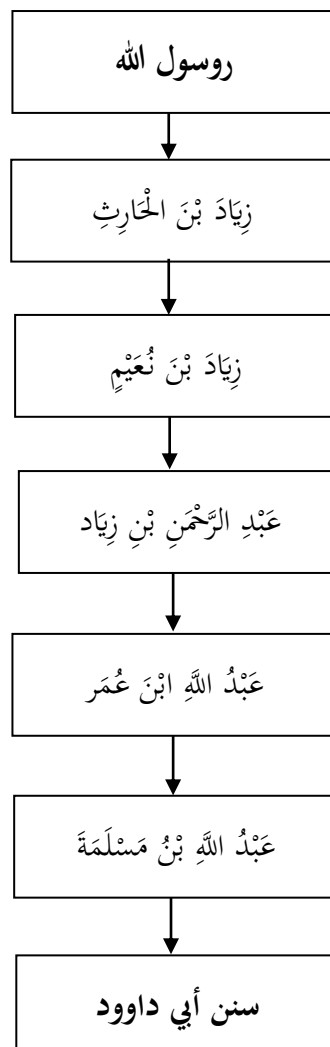 روسول الله
زِيَادَ بْنَ الْحَارِثِ
زِيَادَ بْنَ نُعَيْمٍ
عَبْدِ الرَّحْمَنِ بْنِ زِيَاد
عَبْدُ اللَّهِ ابْنَ عُمَر
عَبْدُ اللَّهِ بْنُ مَسْلَمَةَ
سنن أبي داوود